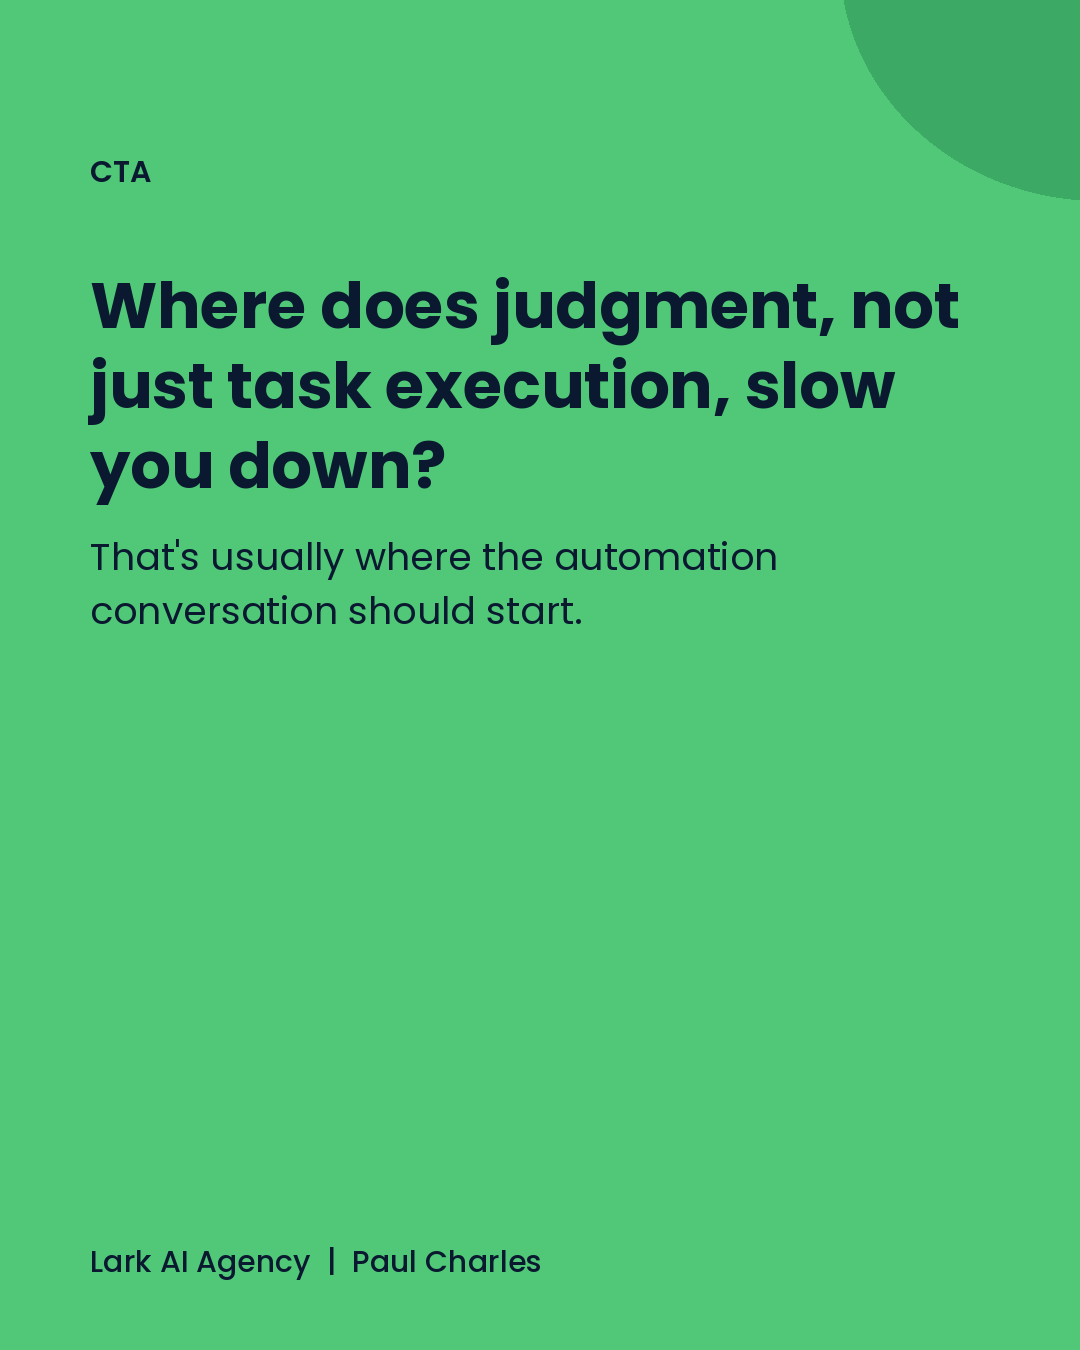 CTA
Where does judgment, not
just task execution, slow
you down?
That's usually where the automation
conversation should start.
Lark AI Agency | Paul Charles